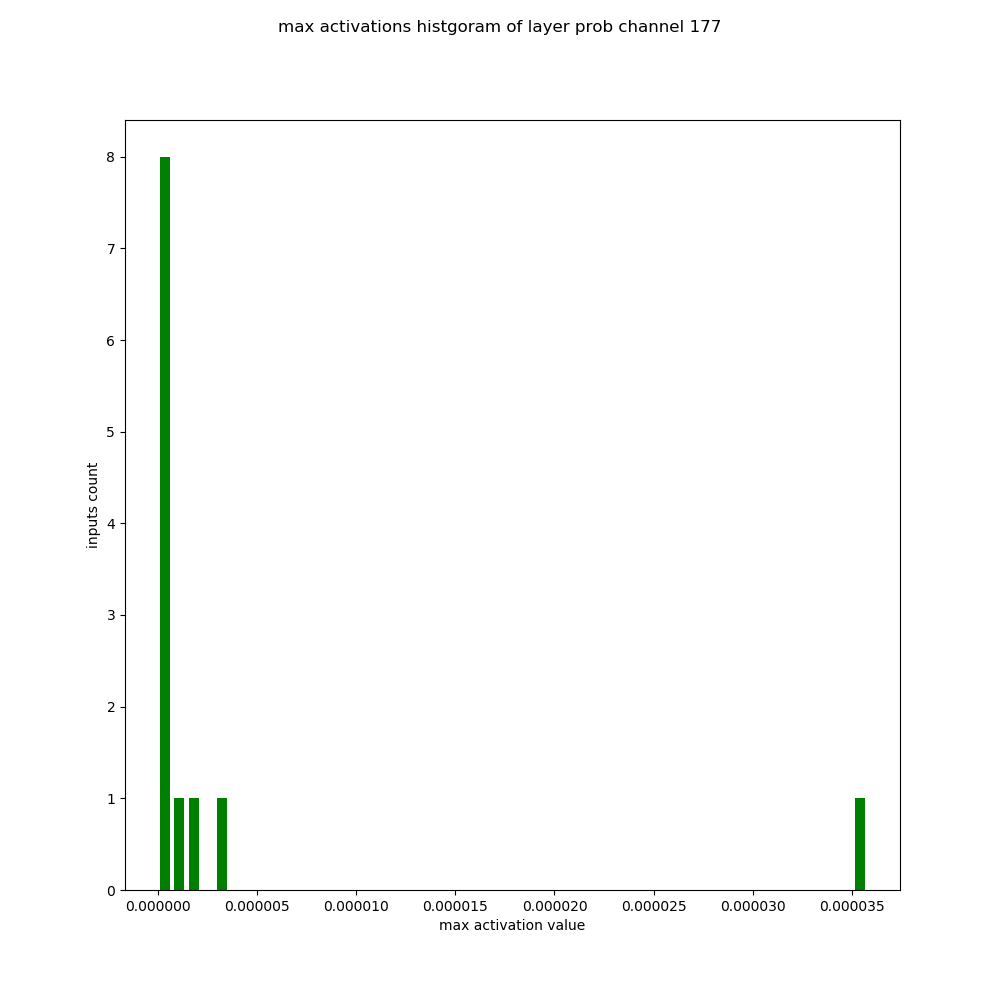 max activations histgoram of layer prob channel 177
8
7
6
5
4
3
2
1
0
inputs count
0.000000 0.000005 0.000010 0.000015 0.000020 0.000025 0.000030 0.000035
max activation value